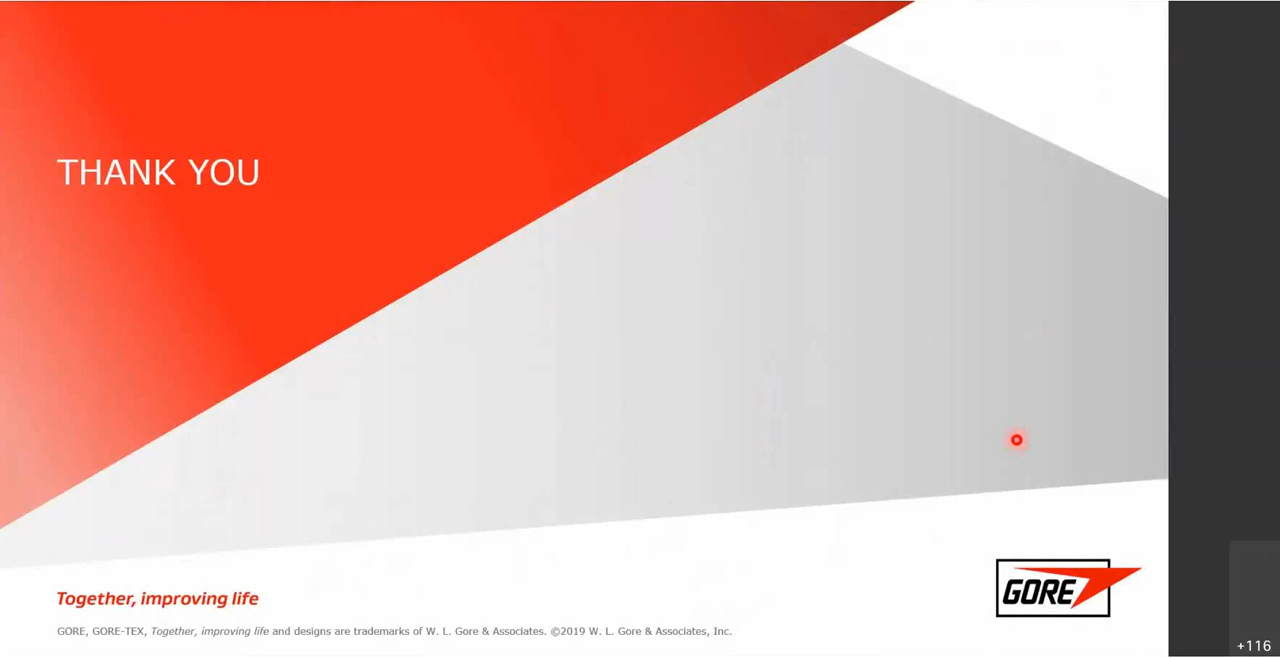 THANK YOU
Together, improving life
GORE
GORE, GORE-TEX, Together, improving life and designs are trademarks of W. L. Gore & Associates. ©2019 W. L. Gore & Associates, Inc.
+116